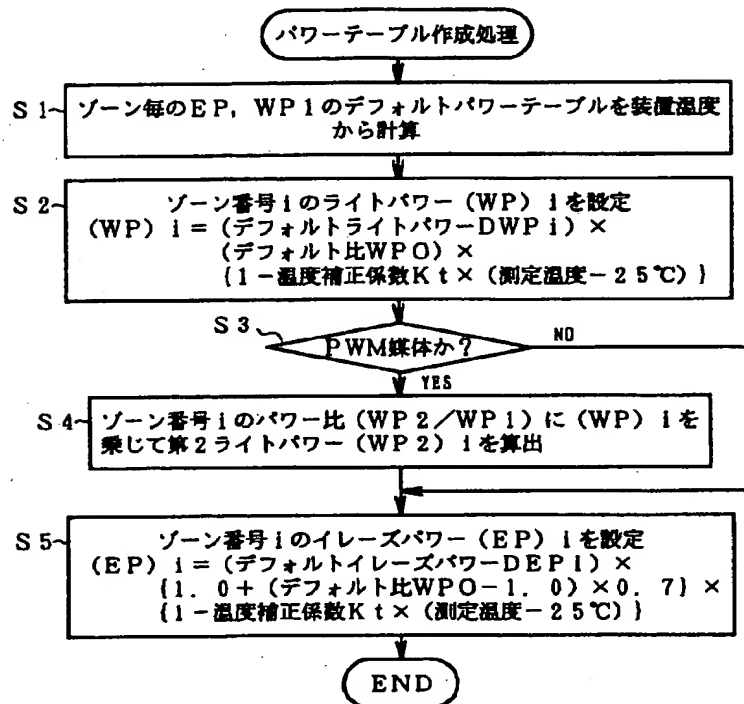 パワーテーブル作成処理
S1
ゾーン毎のEP, WP1のデフォルトパワーテーブルを装置温度
から計算
S2
ゾーン番号iのライトパワー(WP)iを設定
(WP)i=(デフォルトライトパワーDWPi)×
(デフォルト比WPO)×
{1-温度補正係数Kt×(測定温度-25℃)}
S3
PWM媒体か?
NO
YES
S4
ゾーン番号iのパワー比(WP2/WP1)に(WP)iを
乗じて第2ライトパワー(WP2)iを算出
S5
ゾーン番号iのイレーズパワー(EP)iを設定
(EP)i=(デフォルトイレーズパワーDEPi)×
{1.0+(デフォルト比WPO-1.0)×0.7}×
{1-温度補正係数Kt×(測定温度-25℃)}
END